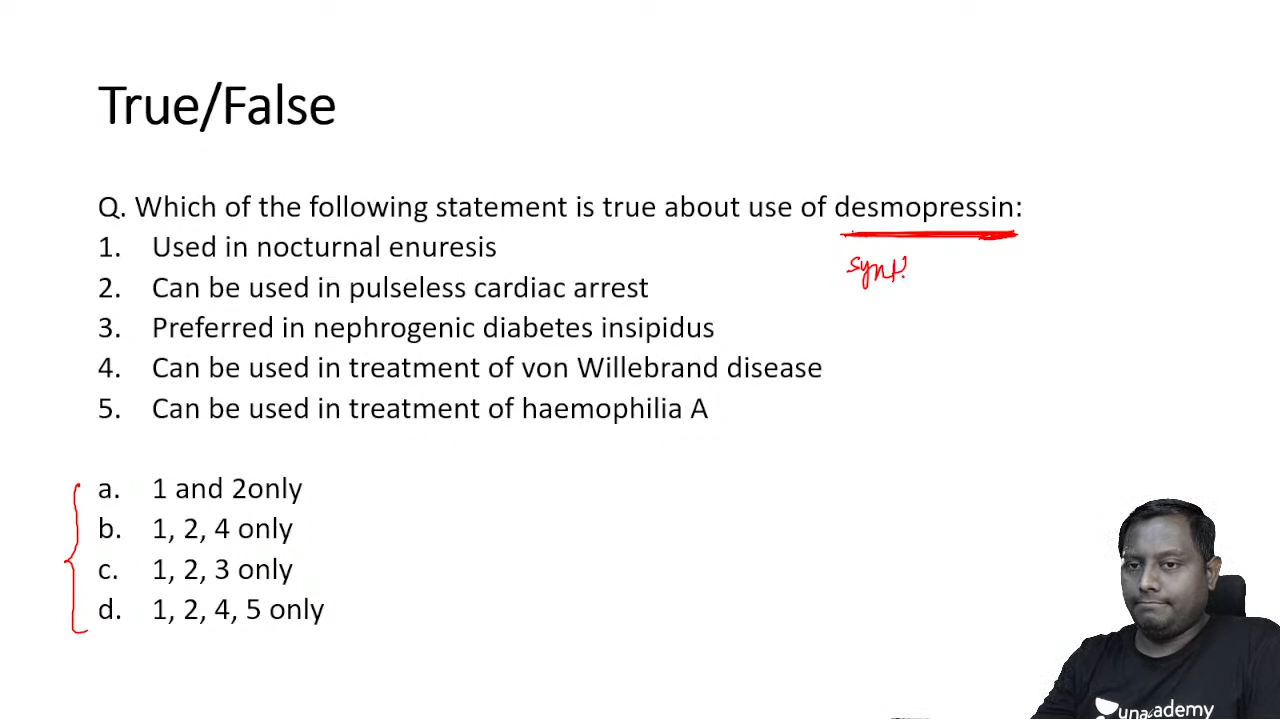 True/False
Q. Which of the following statement is true about use of desmopressin:
1. Used in nocturnal enuresis
synt.
2. Can be used in pulseless cardiac arrest
3. Preferred in nephrogenic diabetes insipidus
4. Can be used in treatment of von Willebrand disease
5. Can be used in treatment of haemophilia A
a. 1 and 2only
b. 1, 2, 4 only
c. 1, 2, 3 only
d. 1, 2, 4, 5 only
unacademy